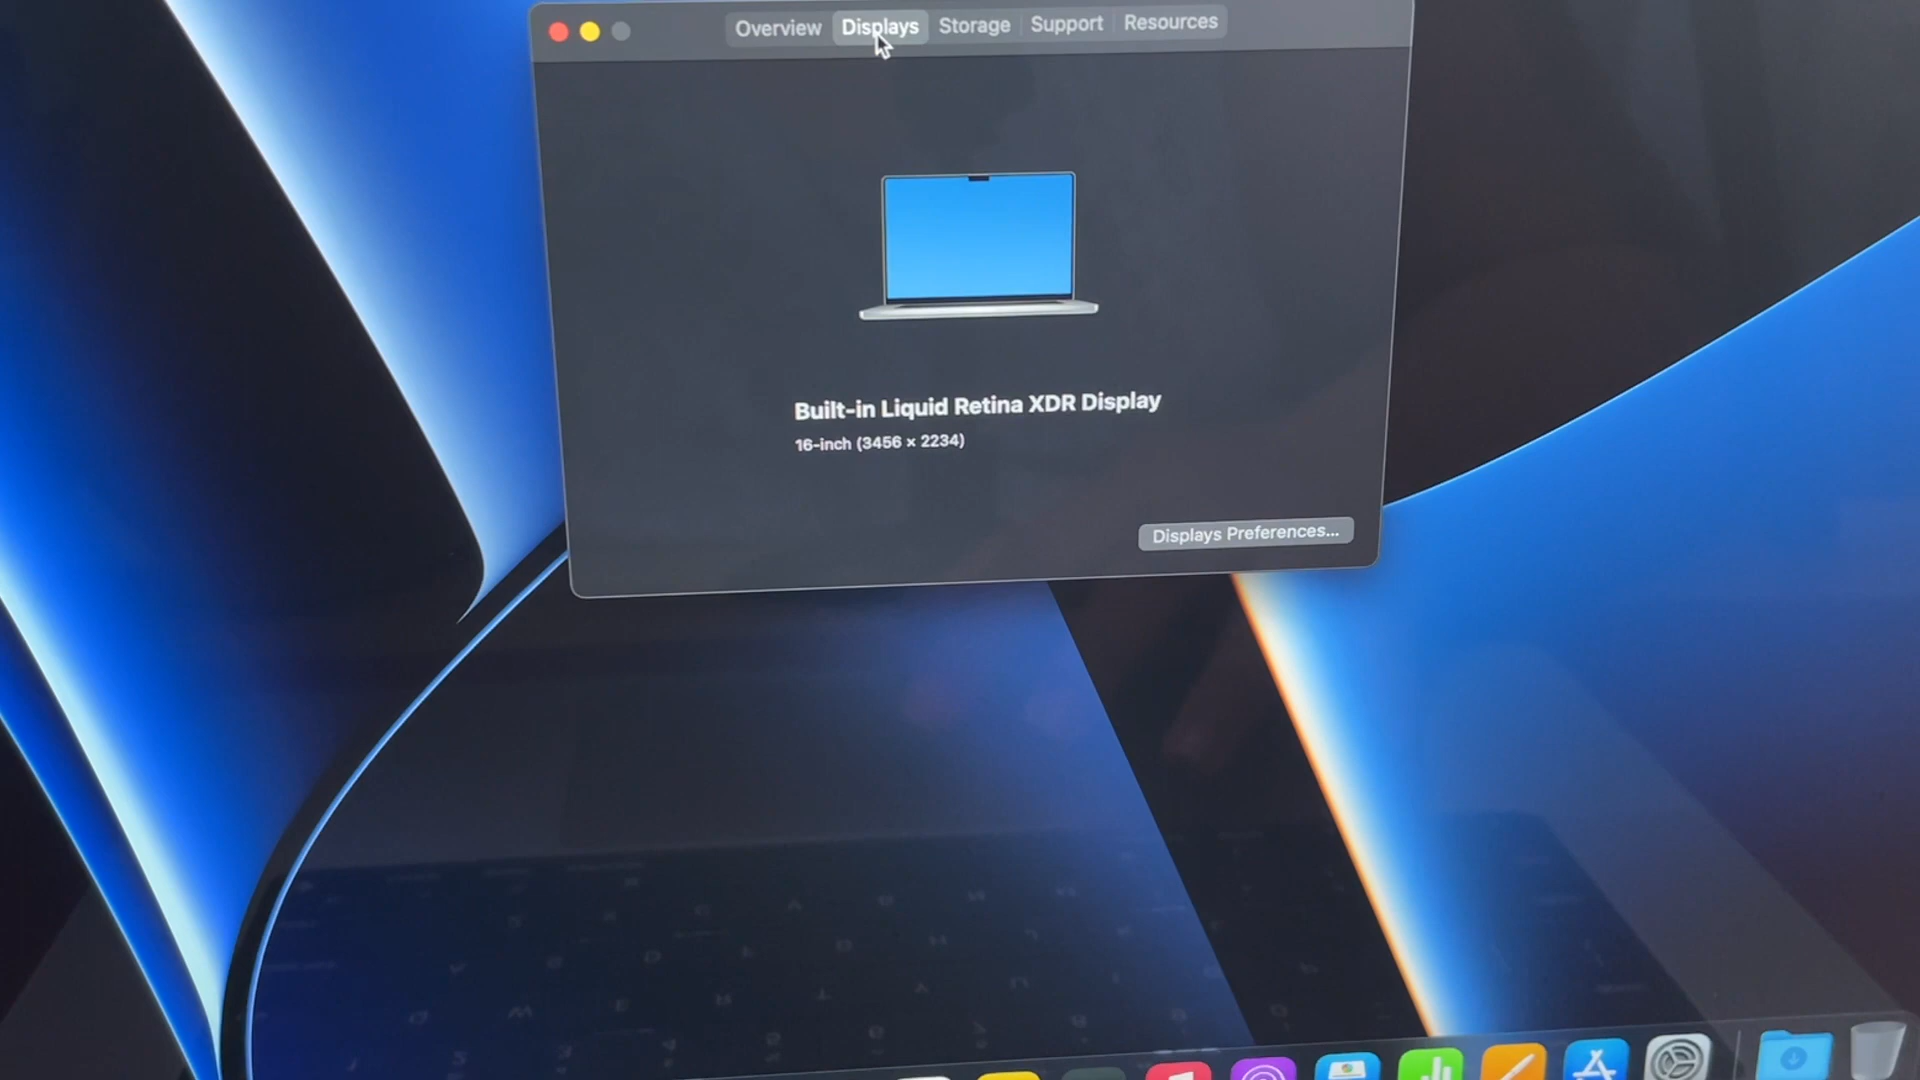 Overview Displays Storage Support Resources
Built-in Liquid Retina XDR Display
16-inch (3456 × 2234)
Displays Preferences...